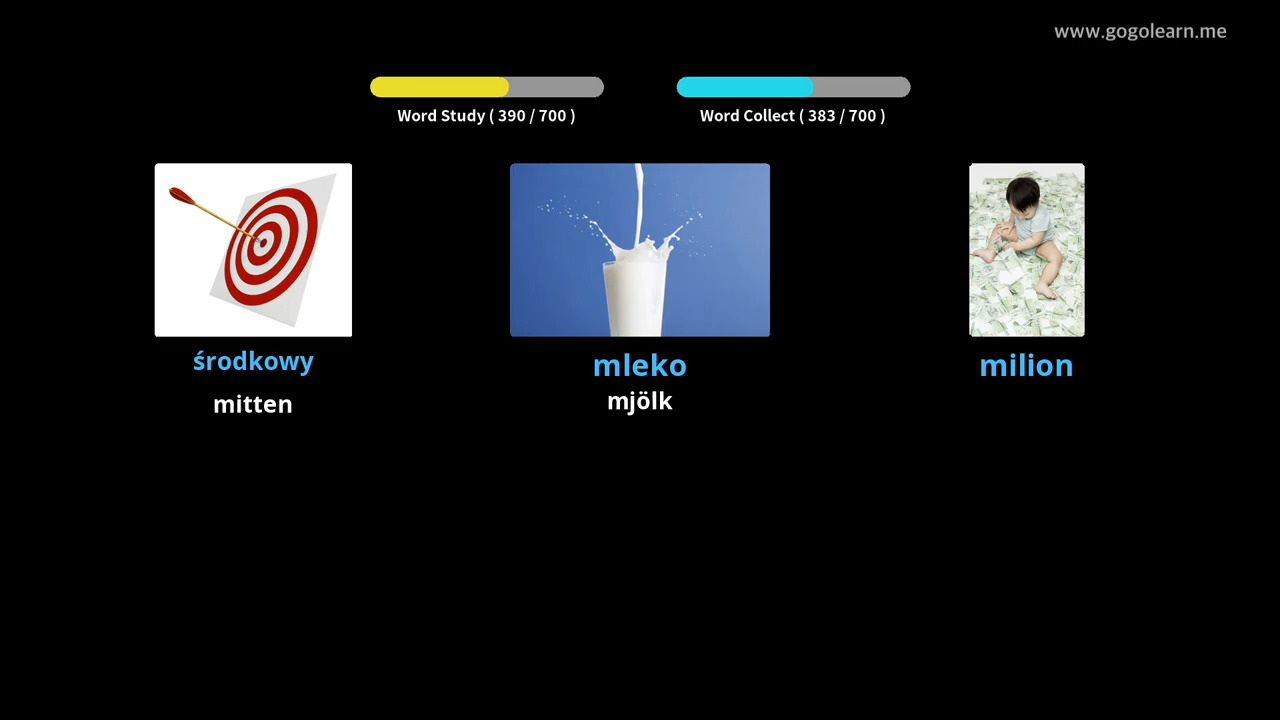 www.gogolearn.me
Word Study ( 390 / 700 )
Word Collect ( 383 / 700 )
środkowy
mitten
mleko
mjölk
milion